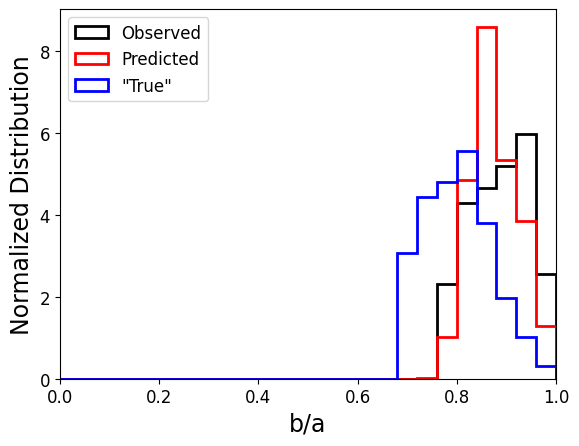 Observed
Predicted
"True"
Normalized Distribution
8
6
4
2
0
0.0 0.2 0.4 0.6 0.8 1.0
b/a